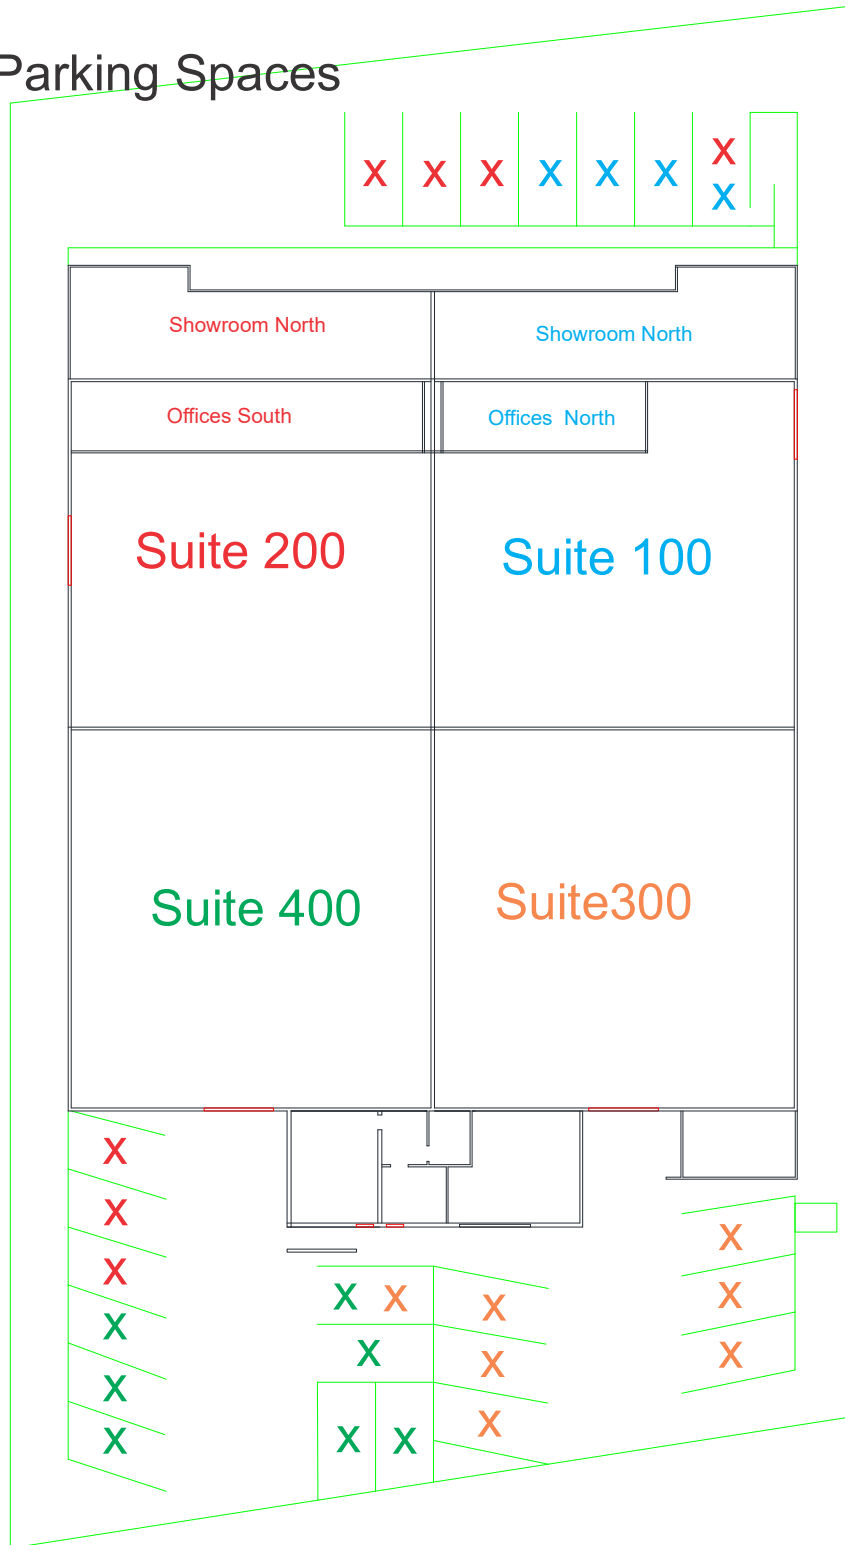 Parking Spaces
X X X X X X X
X
Showroom North
Showroom North
Offices South
Offices  North
Suite 200
Suite 100
Suite 400
Suite300
X
X
X
X
X
X
X X
X
X X
X
X
X
X
X
X